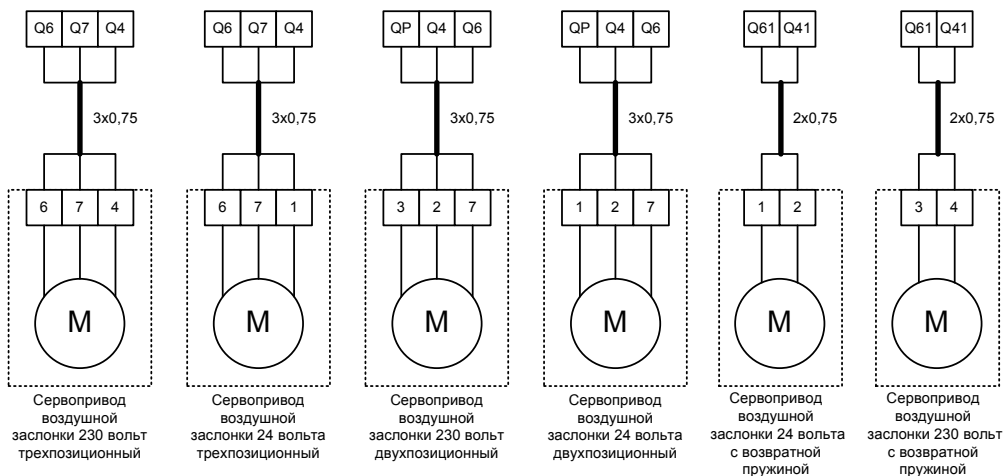 Q6 Q7 Q4
3x0,75
6 7 4
M
Сервопривод
воздушной
заслонки 230 вольт
трехпозиционный
Q6 Q7 Q4
3x0,75
6 7 1
M
Сервопривод
воздушной
заслонки 24 вольта
трехпозиционный
QP Q4 Q6
3x0,75
3 2 7
M
Сервопривод
воздушной
заслонки 230 вольт
двухпозиционный
QP Q4 Q6
3x0,75
1 2 7
M
Сервопривод
воздушной
заслонки 24 вольта
двухпозиционный
Q61 Q41
2x0,75
1 2
M
Сервопривод
воздушной
заслонки 24 вольта
с возвратной
пружиной
Q61 Q41
2x0,75
3 4
M
Сервопривод
воздушной
заслонки 230 вольт
с возвратной
пружиной